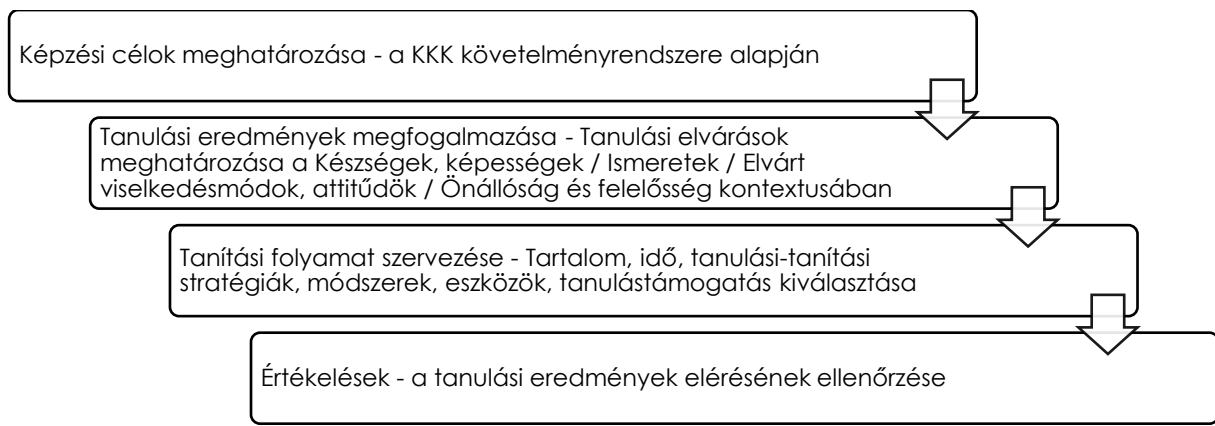 Képzési célok meghatározása - a KKK követelményrendszere alapján
Tanulási eredmények megfogalmazása - Tanulási elvárások
meghatározása a Készségek, képességek / Ismeretek / Elvárt
viselkedésmódok, attitűdök / Önállóság és felelősség kontextusában
Tanítási folyamat szervezése - Tartalom, idő, tanulási-tanítási
stratégiák, módszerek, eszközök, tanulástámogatás kiválasztása
Értékelések - a tanulási eredmények elérésének ellenőrzése